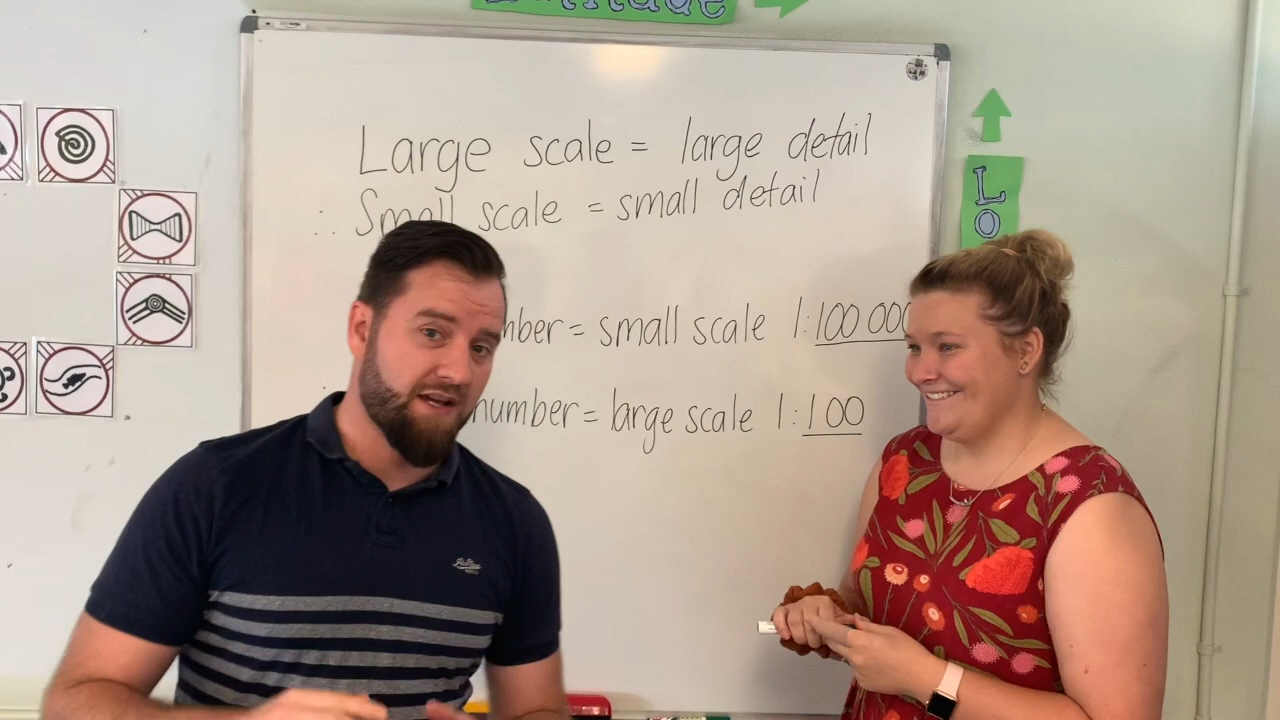 Large scale = large detail
∴ Small scale = small detail
= small scale 1:100 000
number = large scale 1:100
LO